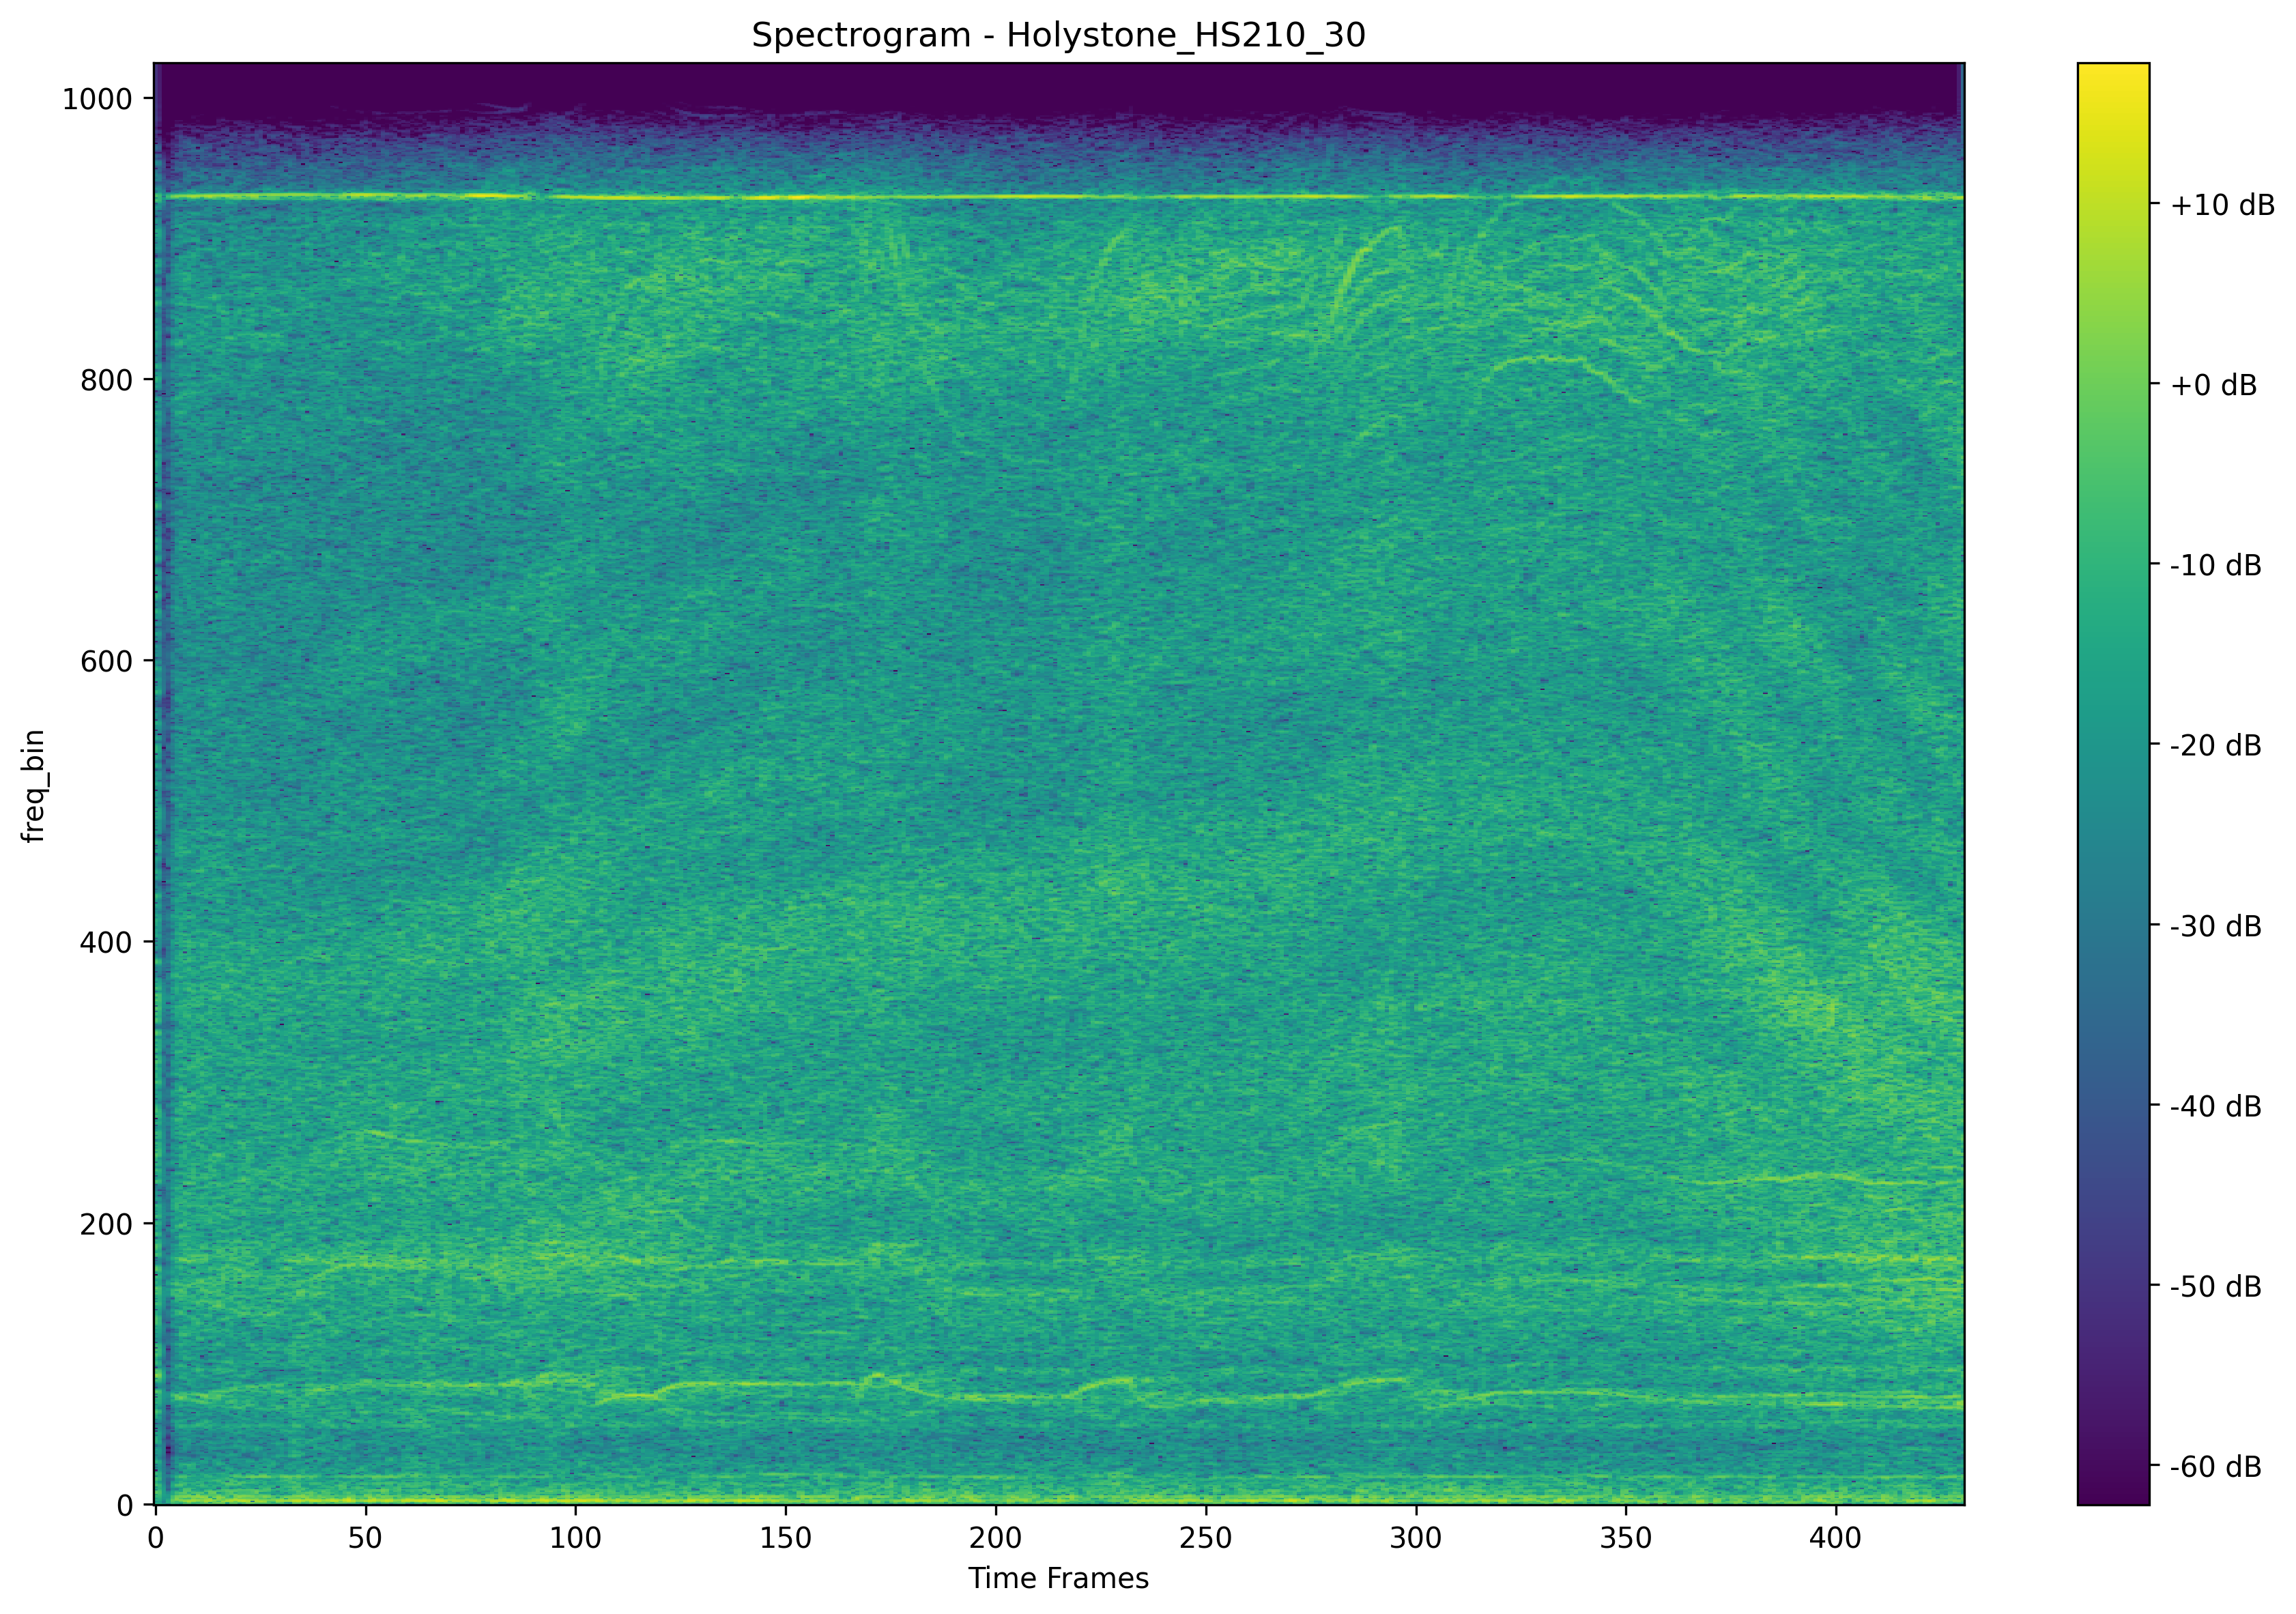 Spectrogram - Holystone_HS210_30
1000
800
600
400
200
0
freq_bin
0 50 100 150 200 250 300 350 400
Time Frames
+10 dB
+0 dB
-10 dB
-20 dB
-30 dB
-40 dB
-50 dB
-60 dB